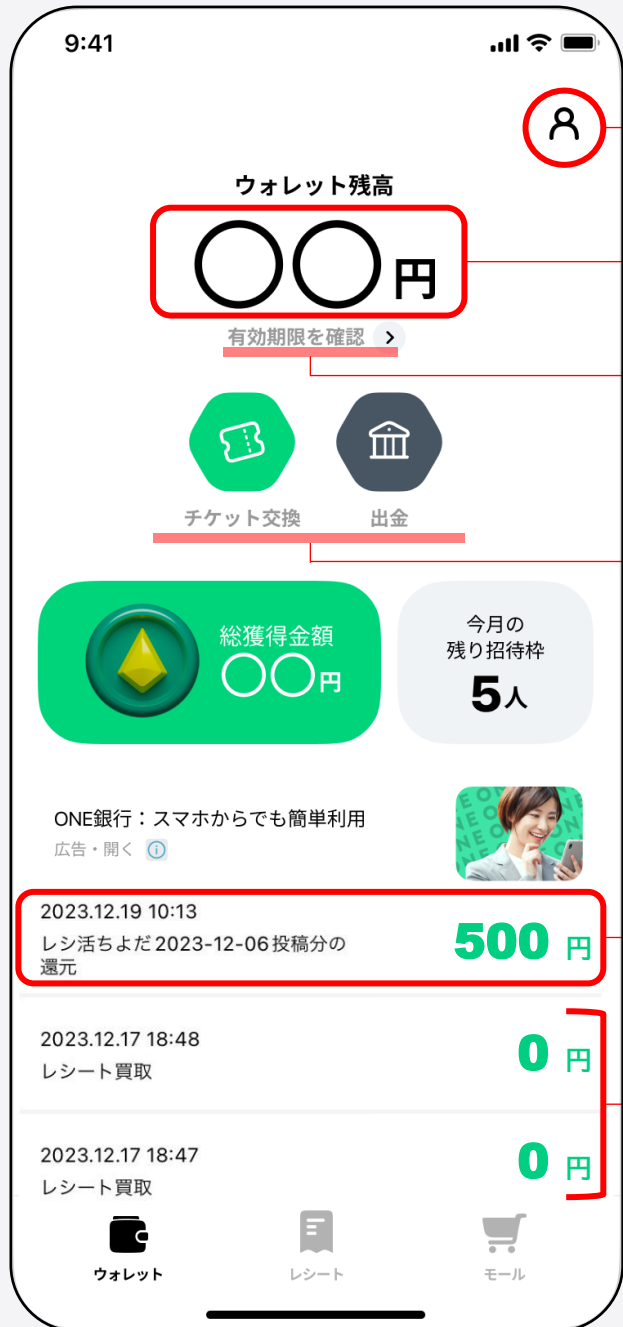 9:41
ウォレット残高
〇〇円
有効期限を確認
チケット交換 出金
総獲得金額
〇〇円
今月の
残り招待枠
5人
ONE銀行：スマホからでも簡単利用
広告・開く
2023.12.19 10:13
レシ活ちよだ2023-12-06投稿分の
還元
500 円
2023.12.17 18:48
レシート買取
0 円
2023.12.17 18:47
レシート買取
0 円
ウォレット レシート モール